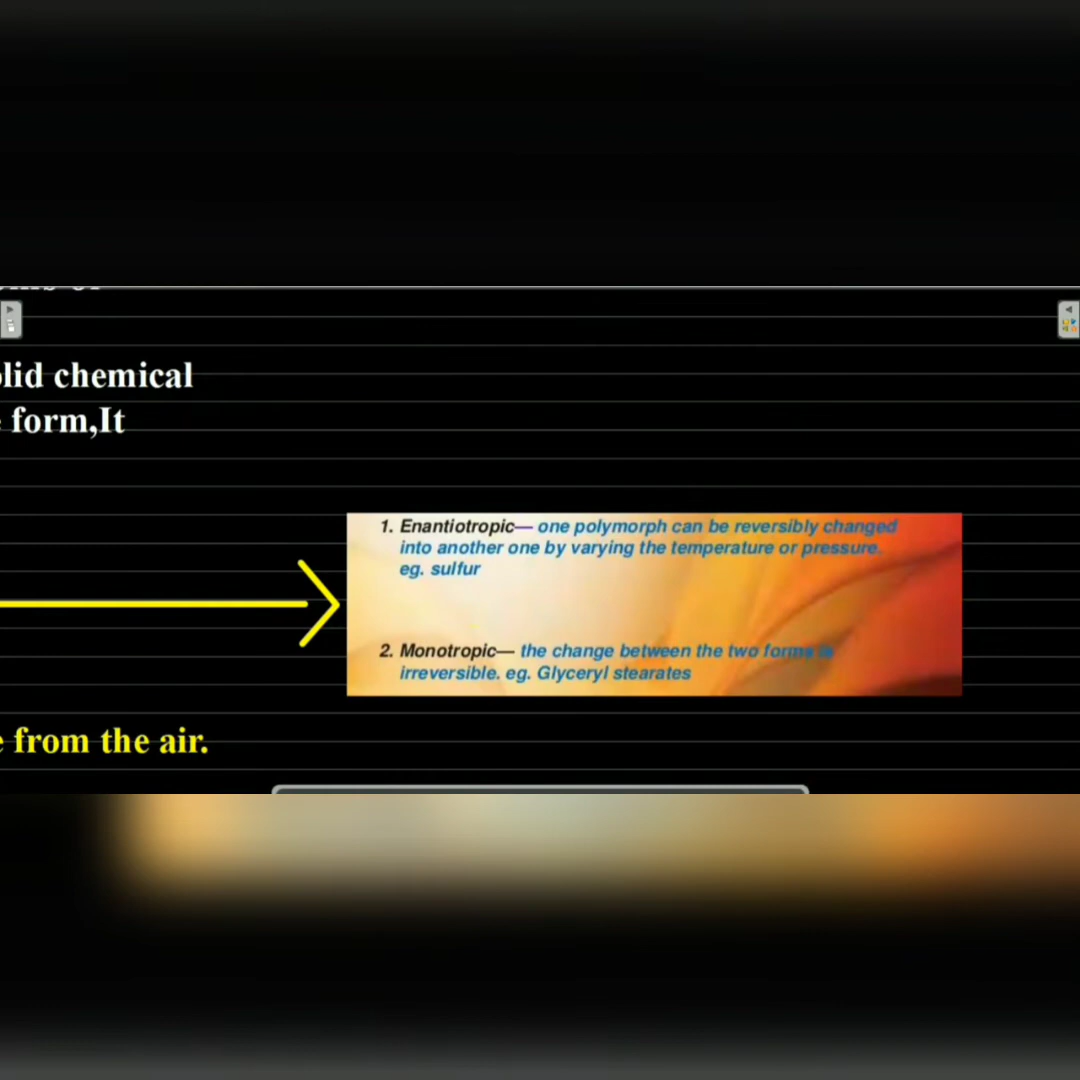 chemical
form,It
1. Enantiotropic— one polymorph can be reversibly changed
into another one by varying the temperature or pressure.
eg. sulfur
2. Monotropic— the change between the two forms is
irreversible. eg. Glyceryl stearates
from the air.